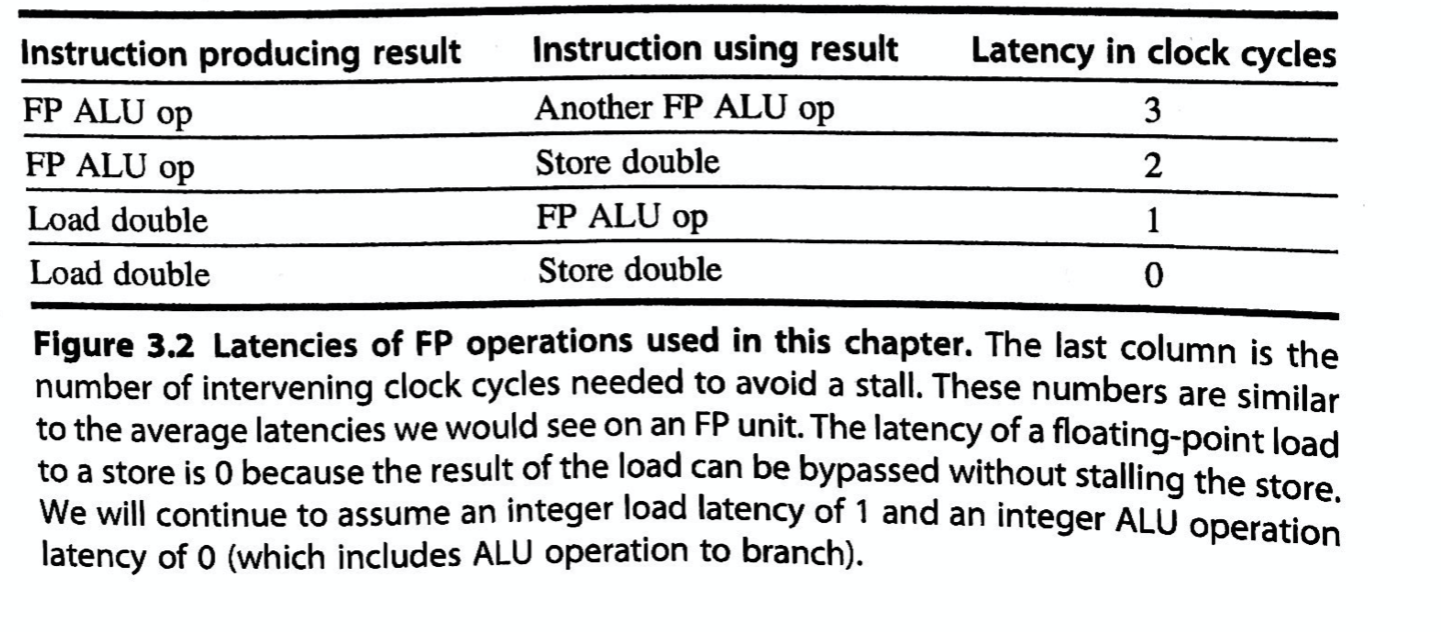 Instruction producing result Instruction using result Latency in clock cycles
FP ALU op Another FP ALU op 3
FP ALU op Store double 2
Load double FP ALU op 1
Load double Store double 0
Figure 3.2 Latencies of FP operations used in this chapter. The last column is the
number of intervening clock cycles needed to avoid a stall. These numbers are similar
to the average latencies we would see on an FP unit. The latency of a floating-point load
to a store is 0 because the result of the load can be bypassed without stalling the store.
We will continue to assume an integer load latency of 1 and an integer ALU operation
latency of 0 (which includes ALU operation to branch).